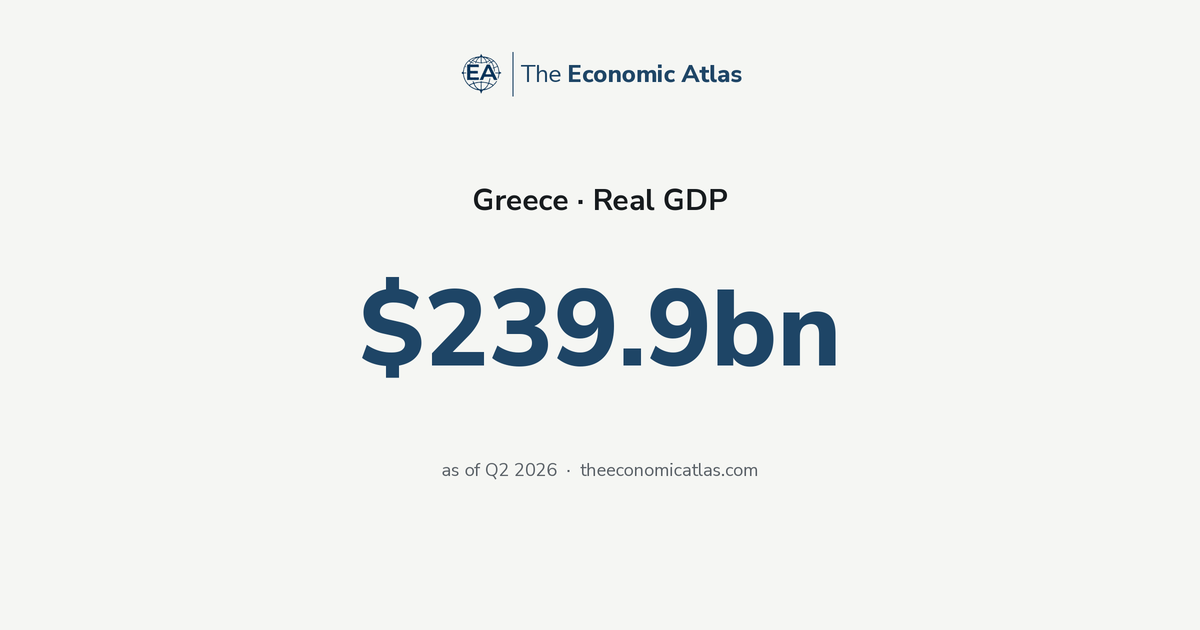 EA The Economic Atlas
Greece · Real GDP
$239.9bn
as of Q2 2026 · theeconomicatlas.com